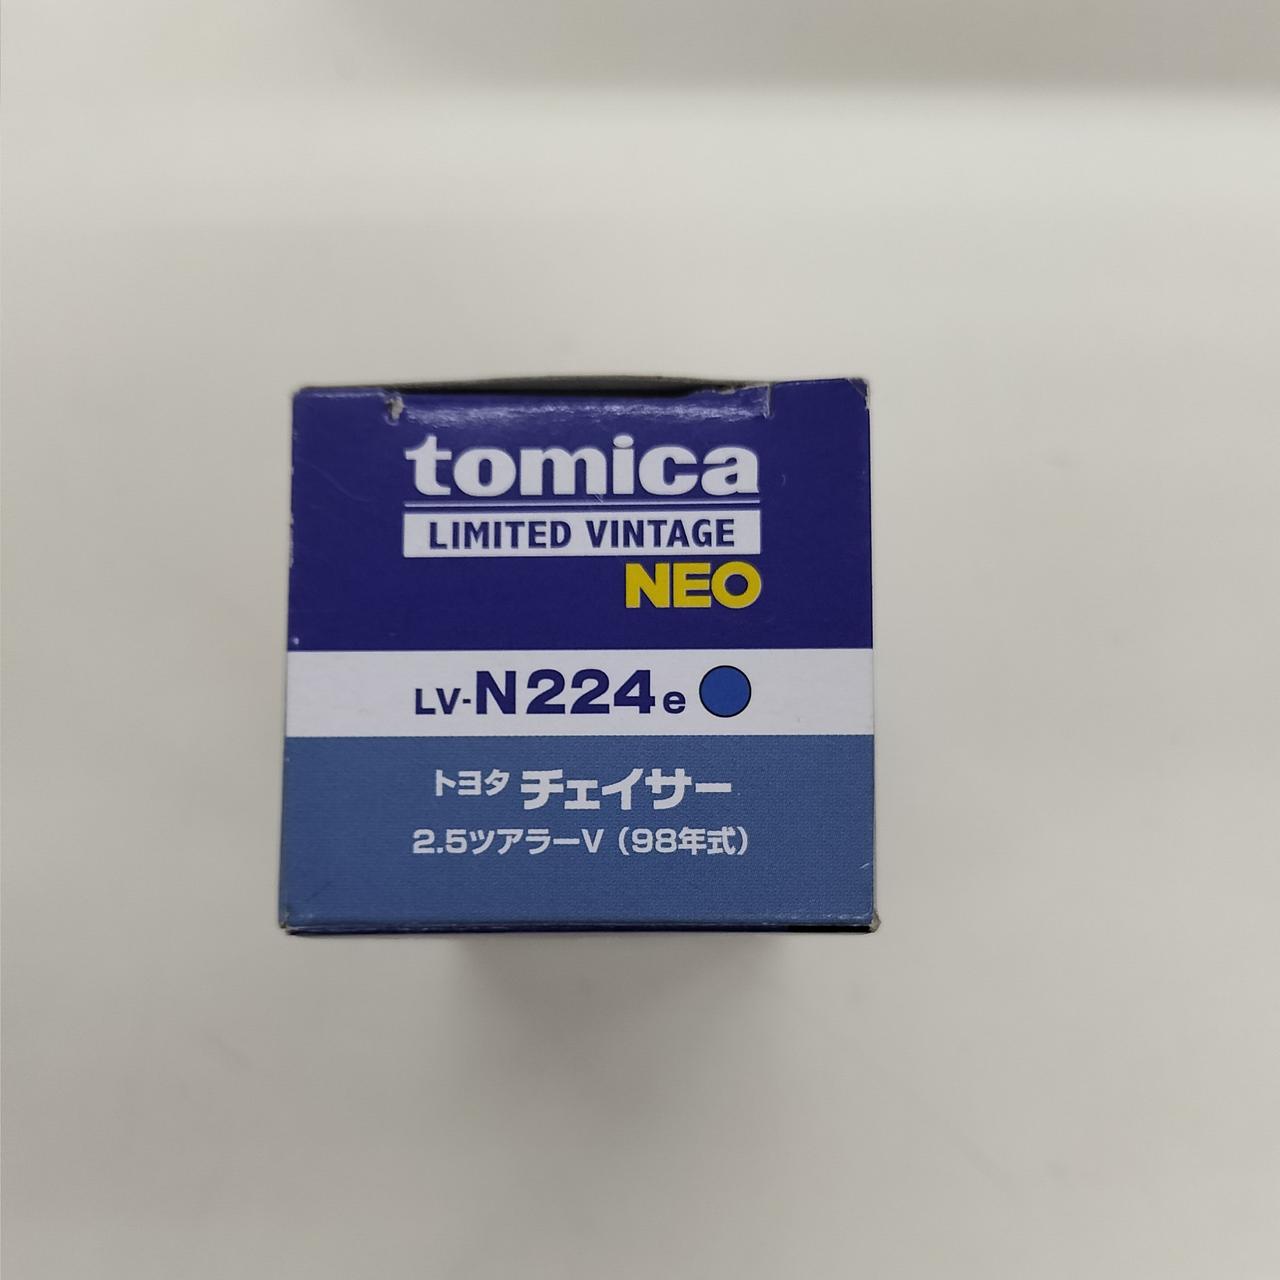 tomica
LIMITED VINTAGE
NEO
LV-N224e
トヨタ チェイサー
2.5ツアラーV（98年式）